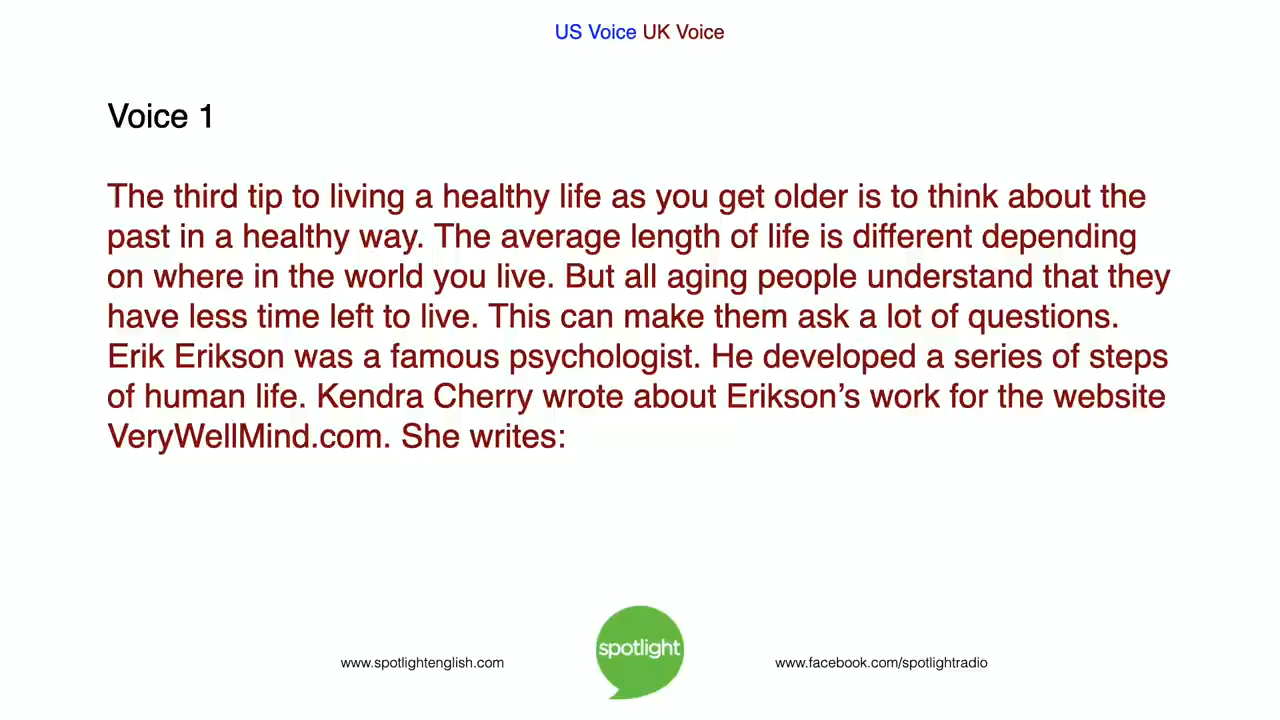 US Voice UK Voice
Voice 1
The third tip to living a healthy life as you get older is to think about the
past in a healthy way. The average length of life is different depending
on where in the world you live. But all aging people understand that they
have less time left to live. This can make them ask a lot of questions.
Erik Erikson was a famous psychologist. He developed a series of steps
of human life. Kendra Cherry wrote about Erikson’s work for the website
VeryWellMind.com. She writes:
spotlight
www.spotlightenglish.com
www.facebook.com/spotlightradio